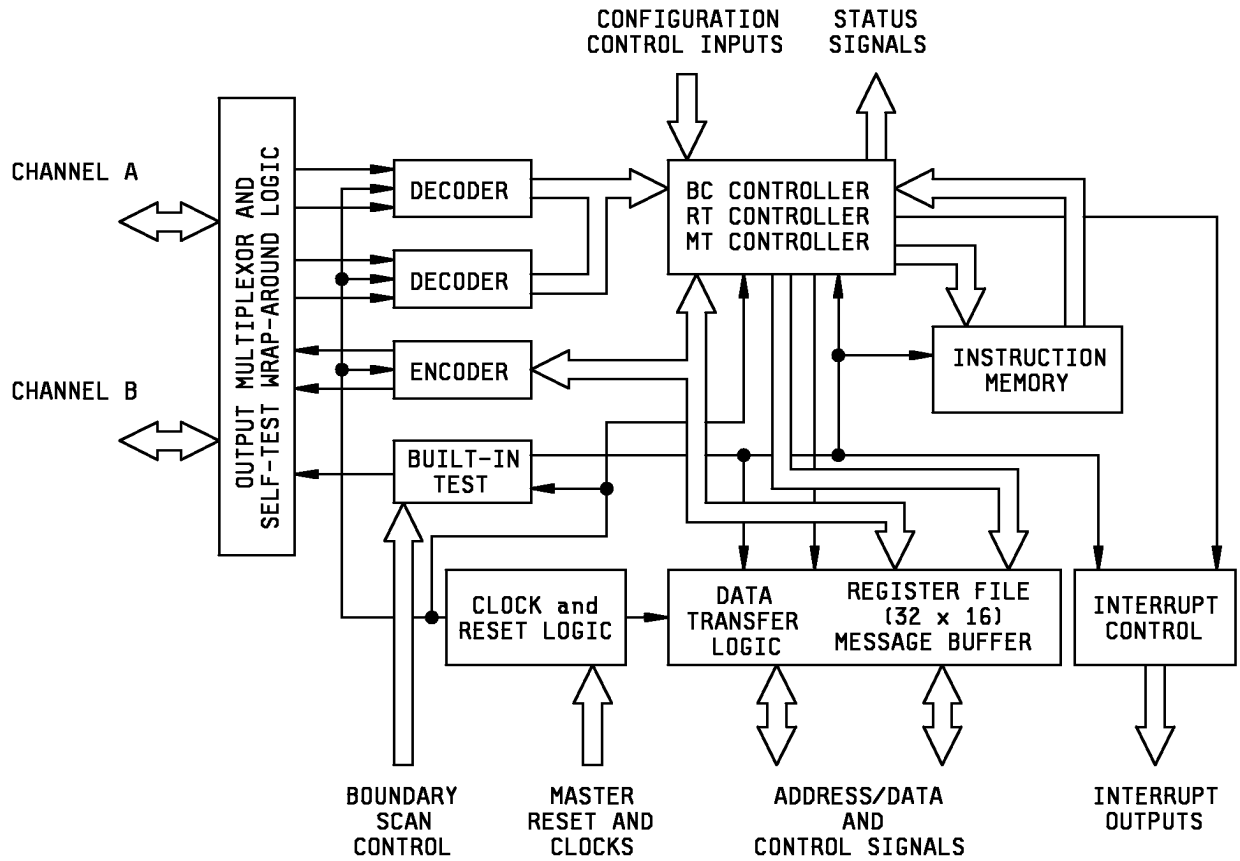 CONFIGURATION
CONTROL INPUTS
STATUS
SIGNALS
CHANNEL A
CHANNEL B
OUTPUT MULTIPLEXOR AND
SELF-TEST WRAP-AROUND LOGIC
DECODER
DECODER
ENCODER
BUILT-IN
TEST
BC CONTROLLER
RT CONTROLLER
MT CONTROLLER
INSTRUCTION
MEMORY
CLOCK and
RESET LOGIC
DATA
TRANSFER
LOGIC
REGISTER FILE
(32 x 16)
MESSAGE BUFFER
INTERRUPT
CONTROL
BOUNDARY
SCAN
CONTROL
MASTER
RESET AND
CLOCKS
ADDRESS/DATA
AND
CONTROL SIGNALS
INTERRUPT
OUTPUTS